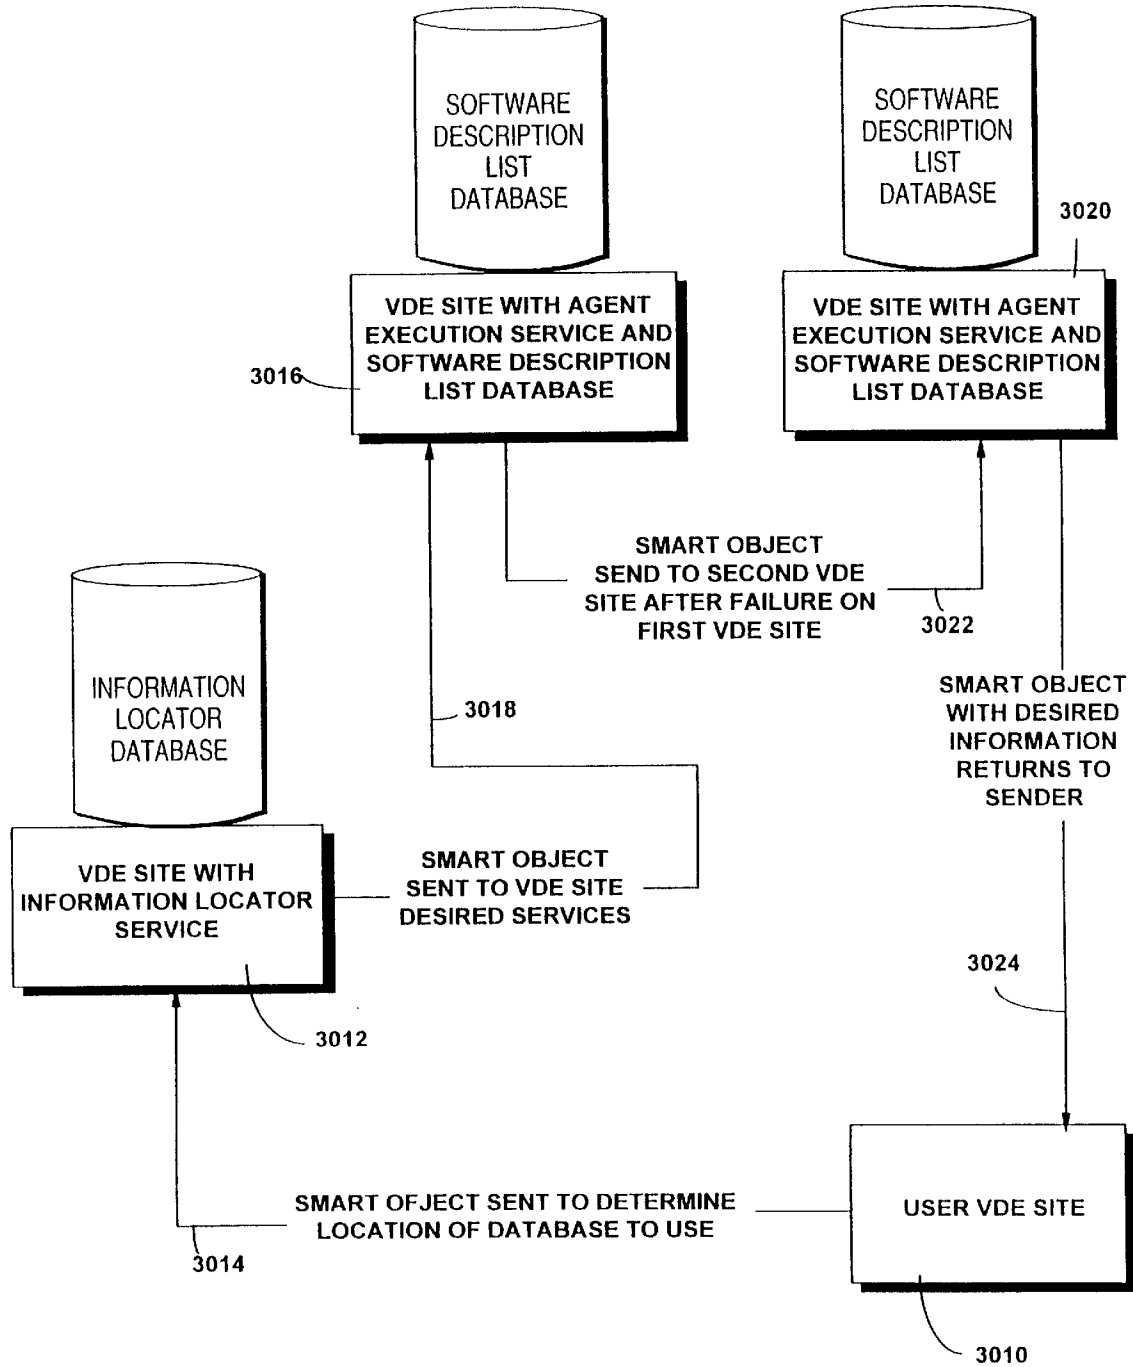 SOFTWARE
DESCRIPTION
LIST
DATABASE
SOFTWARE
DESCRIPTION
LIST
DATABASE
3020
VDE SITE WITH AGENT
EXECUTION SERVICE AND
SOFTWARE DESCRIPTION
LIST DATABASE
3016
VDE SITE WITH AGENT
EXECUTION SERVICE AND
SOFTWARE DESCRIPTION
LIST DATABASE
SMART OBJECT
SEND TO SECOND VDE
SITE AFTER FAILURE ON
FIRST VDE SITE
3022
INFORMATION
LOCATOR
DATABASE
3018
SMART OBJECT
WITH DESIRED
INFORMATION
RETURNS TO
SENDER
VDE SITE WITH
INFORMATION LOCATOR
SERVICE
SMART OBJECT
SENT TO VDE SITE
DESIRED SERVICES
3024
3012
SMART OFJECT SENT TO DETERMINE
LOCATION OF DATABASE TO USE
3014
USER VDE SITE
3010